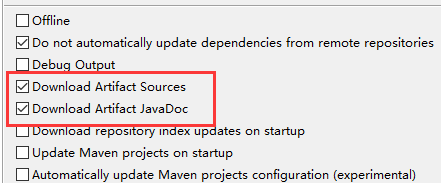 Offline
Do not automatically update dependencies from remote repositories
Debug Output
Download Artifact Sources
Download Artifact JavaDoc
Download repository index updates on startup
Update Maven projects on startup
Automatically update Maven projects configuration (experimental)